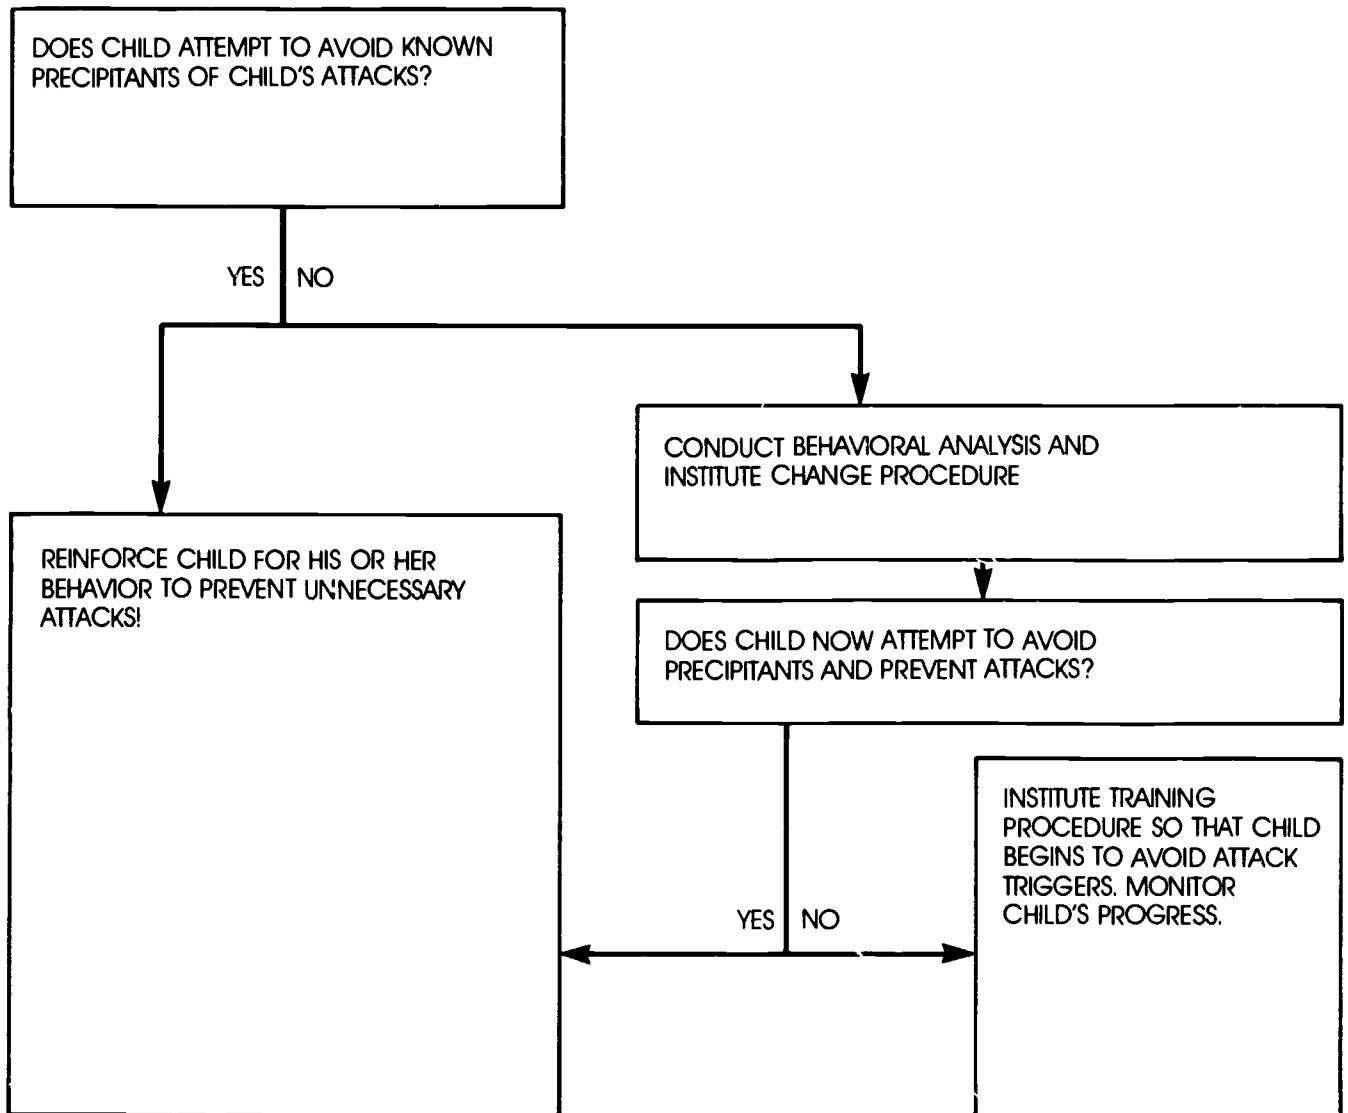 DOES CHILD ATTEMPT TO AVOID KNOWN
PRECIPITANTS OF CHILD'S ATTACKS?
YES NO
CONDUCT BEHAVIORAL ANALYSIS AND
INSTITUTE CHANGE PROCEDURE
REINFORCE CHILD FOR HIS OR HER
BEHAVIOR TO PREVENT UNNECESSARY
ATTACKS!
DOES CHILD NOW ATTEMPT TO AVOID
PRECIPITANTS AND PREVENT ATTACKS?
INSTITUTE TRAINING
PROCEDURE SO THAT CHILD
BEGINS TO AVOID ATTACK
TRIGGERS. MONITOR
CHILD'S PROGRESS.
YES NO